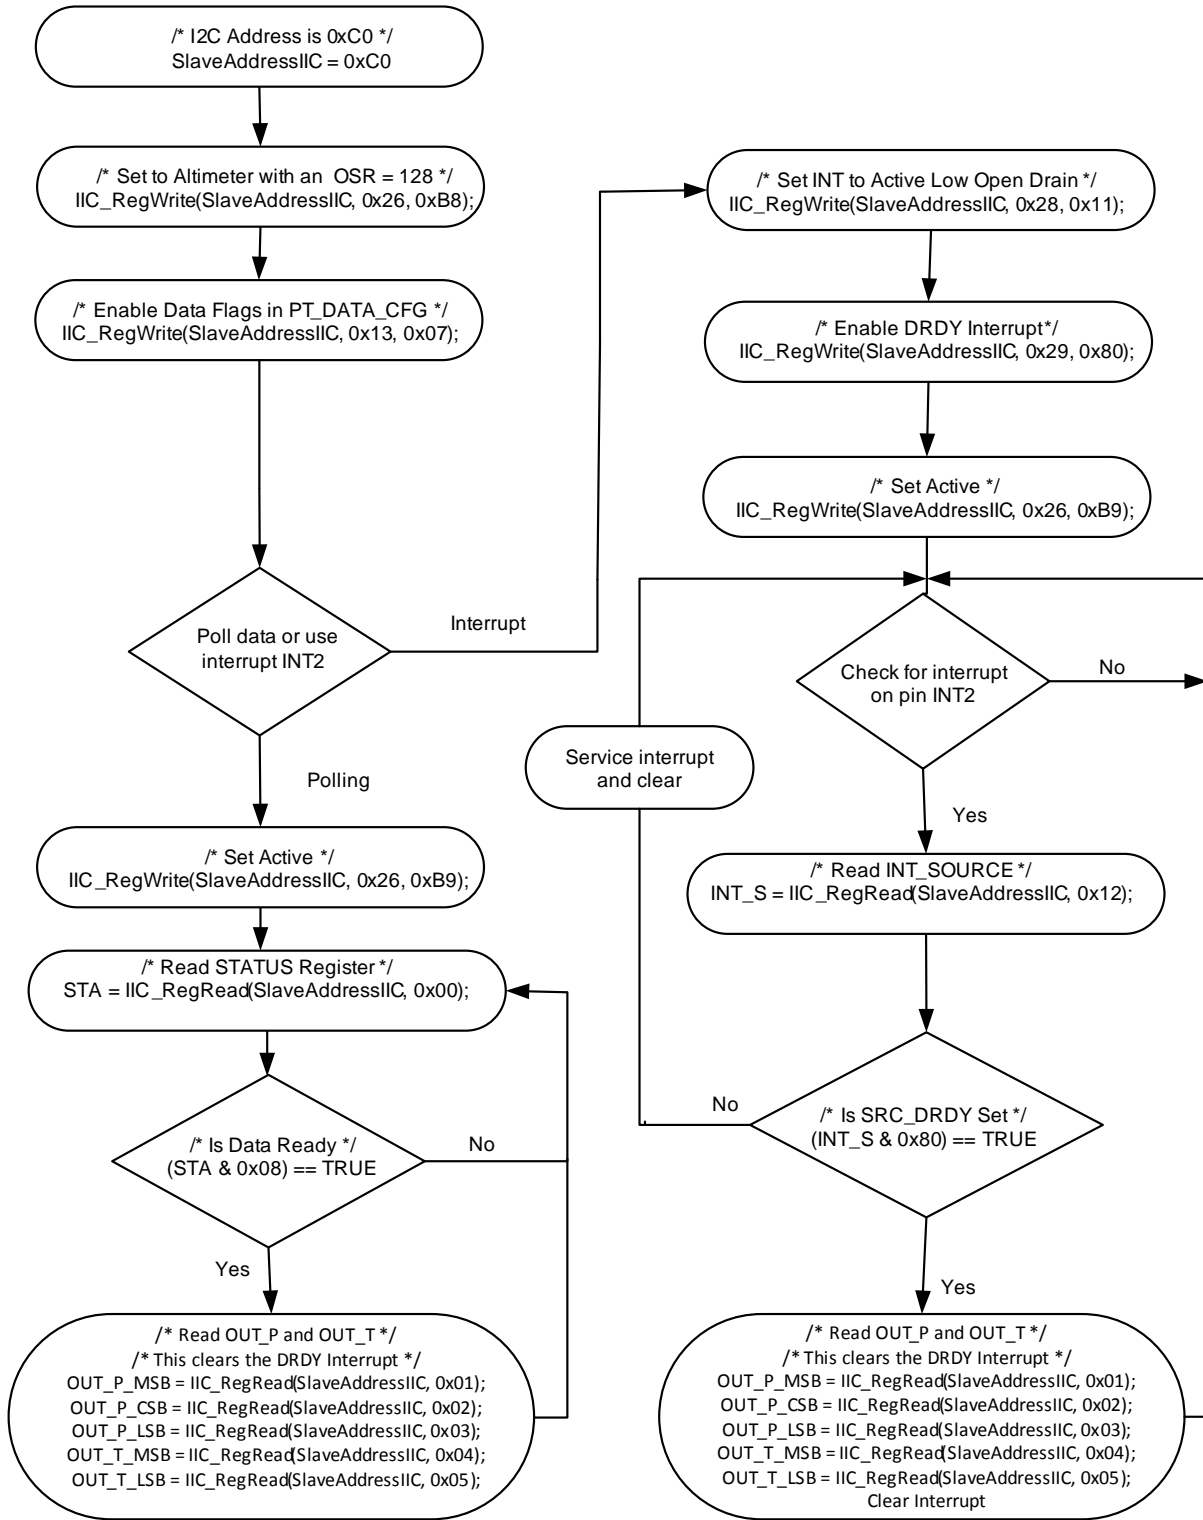 /* I2C Address is 0xC0 */
SlaveAddressIIC = 0xC0
/* Set to Altimeter with an OSR = 128 */
IIC_RegWrite(SlaveAddressIIC, 0x26, 0xB8);
/* Enable Data Flags in PT_DATA_CFG */
IIC_RegWrite(SlaveAddressIIC, 0x13, 0x07);
Poll data or use
interrupt INT2
Interrupt
Polling
/* Set Active */
IIC_RegWrite(SlaveAddressIIC, 0x26, 0xB9);
/* Read STATUS Register */
STA = IIC_RegRead(SlaveAddressIIC, 0x00);
/* Is Data Ready */
(STA & 0x08) == TRUE
No
Yes
/* Read OUT_P and OUT_T */
/* This clears the DRDY Interrupt */
OUT_P_MSB = IIC_RegRead(SlaveAddressIIC, 0x01);
OUT_P_CSB = IIC_RegRead(SlaveAddressIIC, 0x02);
OUT_P_LSB = IIC_RegRead(SlaveAddressIIC, 0x03);
OUT_T_MSB = IIC_RegRead(SlaveAddressIIC, 0x04);
OUT_T_LSB = IIC_RegRead(SlaveAddressIIC, 0x05);
/* Set INT to Active Low Open Drain */
IIC_RegWrite(SlaveAddressIIC, 0x28, 0x11);
/* Enable DRDY Interrupt*/
IIC_RegWrite(SlaveAddressIIC, 0x29, 0x80);
/* Set Active */
IIC_RegWrite(SlaveAddressIIC, 0x26, 0xB9);
Check for interrupt
on pin INT2
No
Service interrupt
and clear
Yes
/* Read INT_SOURCE */
INT_S = IIC_RegRead(SlaveAddressIIC, 0x12);
No
/* Is SRC_DRDY Set */
(INT_S & 0x80) == TRUE
Yes
/* Read OUT_P and OUT_T */
/* This clears the DRDY Interrupt */
OUT_P_MSB = IIC_RegRead(SlaveAddressIIC, 0x01);
OUT_P_CSB = IIC_RegRead(SlaveAddressIIC, 0x02);
OUT_P_LSB = IIC_RegRead(SlaveAddressIIC, 0x03);
OUT_T_MSB = IIC_RegRead(SlaveAddressIIC, 0x04);
OUT_T_LSB = IIC_RegRead(SlaveAddressIIC, 0x05);
Clear Interrupt